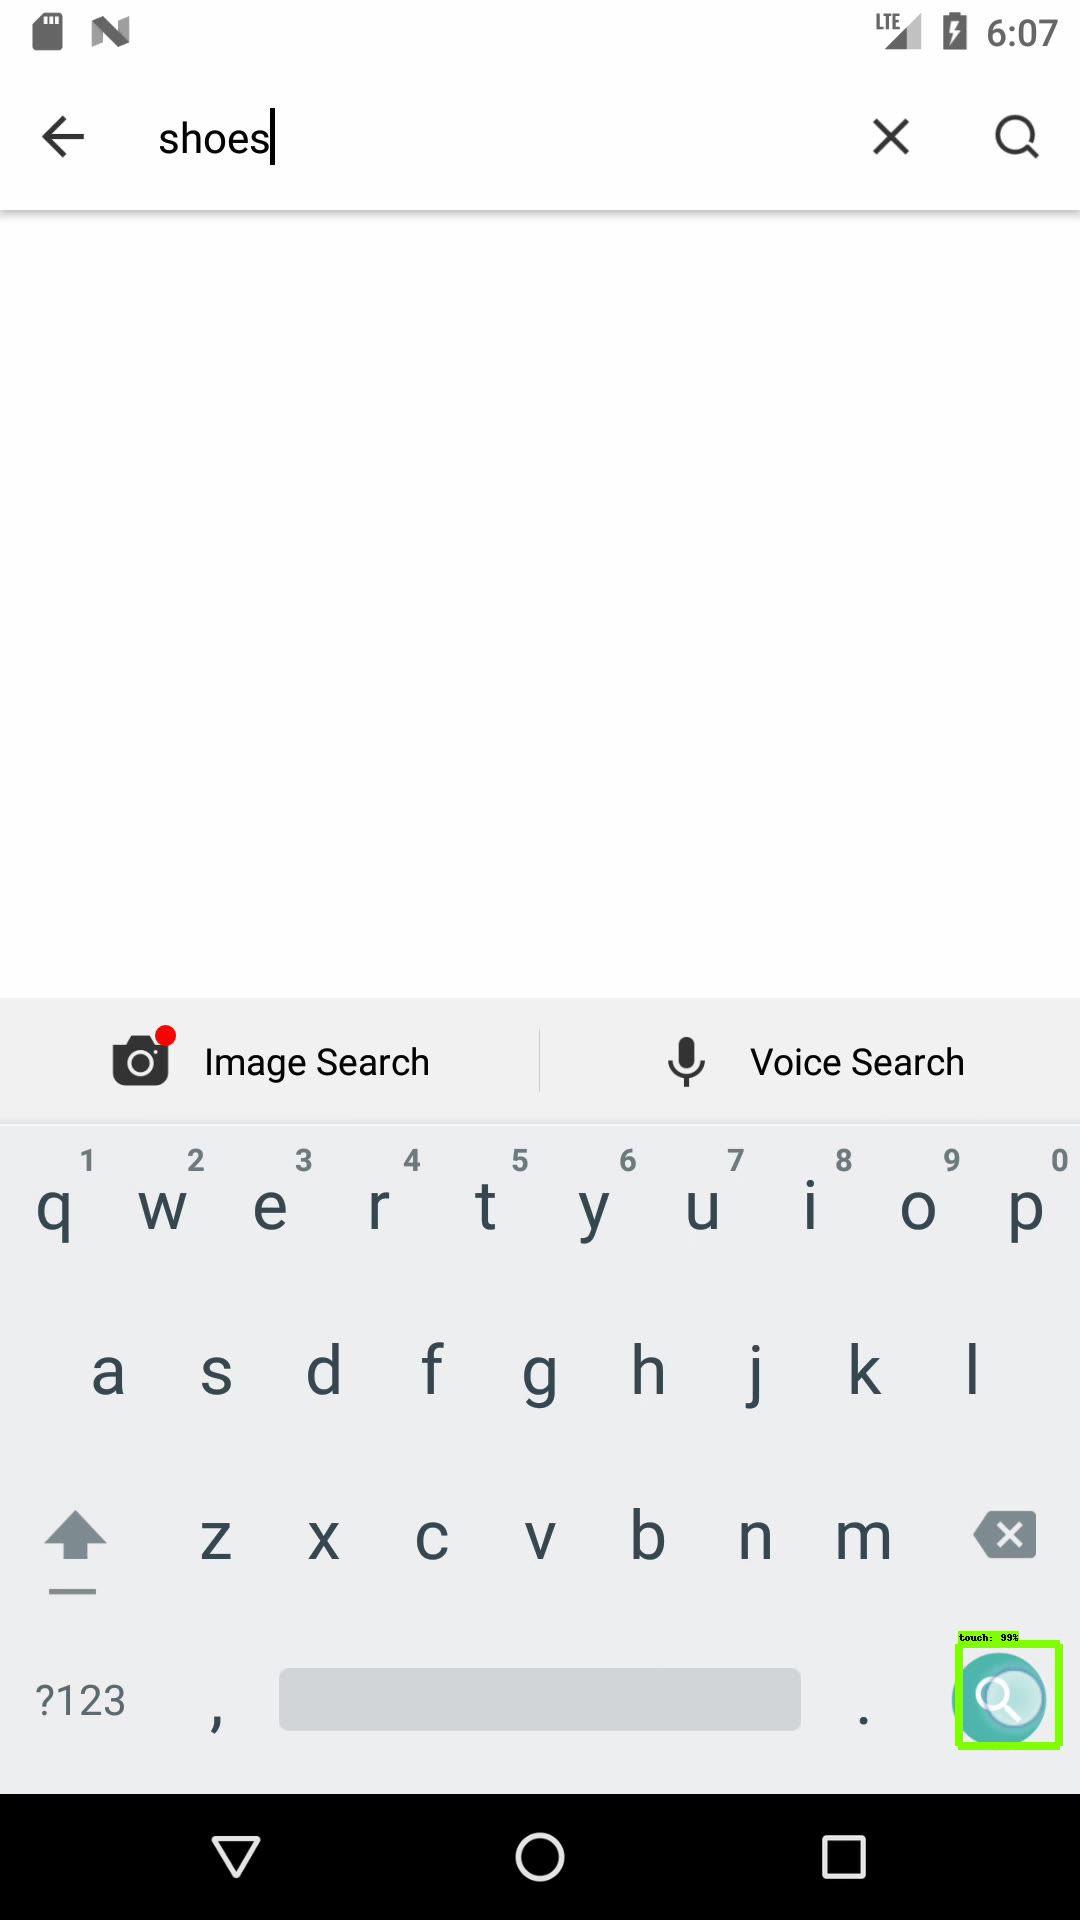 LTE 6:07
shoes
Image Search Voice Search
1 2 3 4 5 6 7 8 9 0
q w e r t y u i o p
a s d f g h j k l
z x c v b n m
touch: 99%
?123 , .